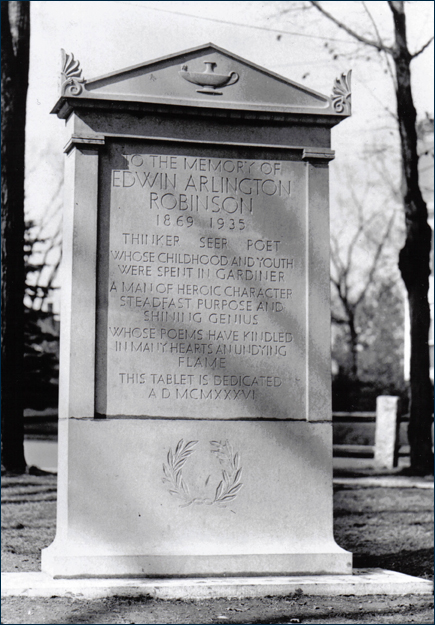 TO THE MEMORY OF
EDWIN ARLINGTON
ROBINSON
1869 1935
THINKER SEER POET
WHOSE CHILDHOOD AND YOUTH
WERE SPENT IN GARDINER
A MAN OF HEROIC CHARACTER
STEADFAST PURPOSE AND
SHINING GENIUS
WHOSE POEMS HAVE KINDLED
IN MANY HEARTS AN UNDYING
FLAME
THIS TABLET IS DEDICATED
A D MCMXXXVI